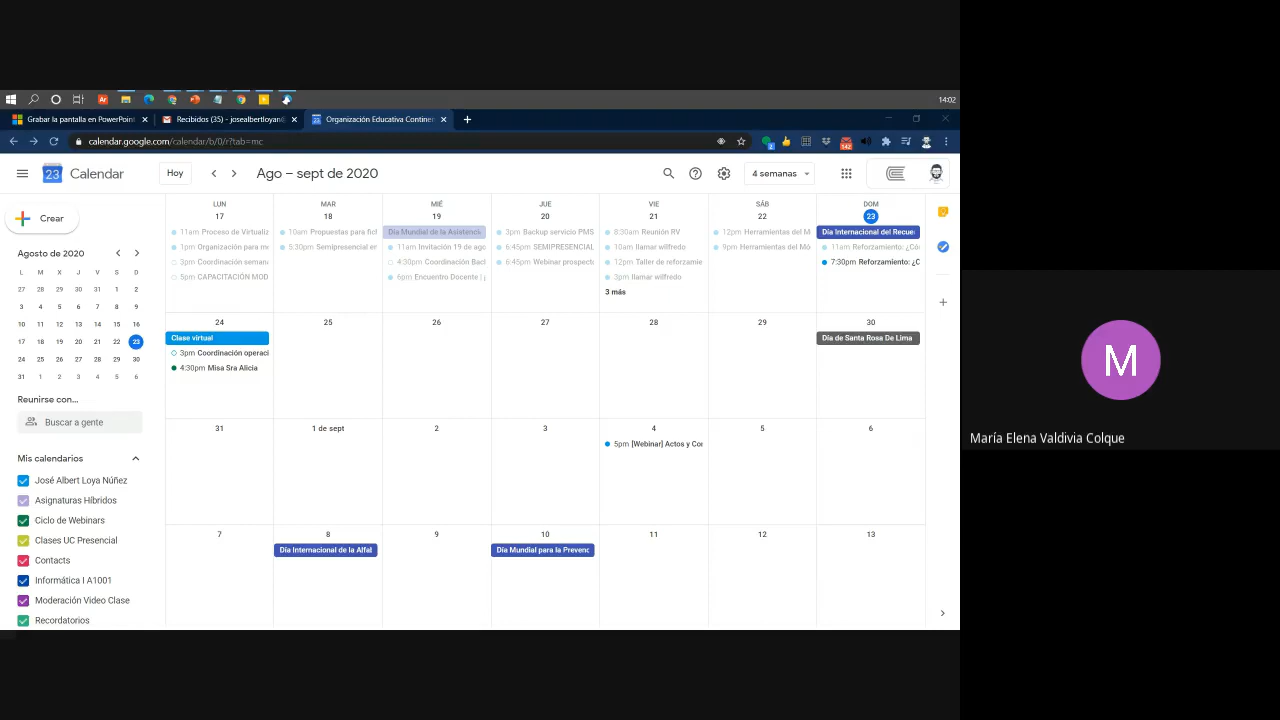 14:02
Grabar la pantalla en PowerPoint
Recibidos (35) - josealbertloyan@
Organización Educativa Continen
calendar.google.com/calendar/b/0/r?tab=mc
2
142
23
Calendar
Hoy
Ago – sept de 2020
4 semanas
Crear
Agosto de 2020
L M X J V S D
27 28 29 30 31 1 2
3 4 5 6 7 8 9
10 11 12 13 14 15 16
17 18 19 20 21 22 23
24 25 26 27 28 29 30
31 1 2 3 4 5 6
Reunirse con...
Buscar a gente
Mis calendarios
José Albert Loya Núñez
Asignaturas Híbridos
Ciclo de Webinars
Clases UC Presencial
Contacts
Informática I A1001
Moderación Video Clase
Recordatorios
LUN MAR MIÉ JUE VIE SÁB DOM
17 18 19 20 21 22 23
11am Proceso de Virtualiz
1pm Organización para m
3pm Coordinación seman
5pm CAPACITACIÓN MOD
10am Propuestas para ficl
5:30pm Semipresencial en
Día Mundial de la Asistencia
11am Invitación 19 de ago
4:30pm Coordinación Bacl
6pm Encuentro Docente | ¡
3pm Backup servicio PMS
6:45pm SEMIPRESENCIAL
6:45pm Webinar prospect
8:30am Reunión RV
10am llamar wilfredo
12pm Taller de reforzamie
3pm llamar wilfredo
3 más
12pm Herramientas del M
9pm Herramientas del Mó
Día Internacional del Recue
11am Reforzamiento: ¿Có
7:30pm Reforzamiento: ¿C
24 25 26 27 28 29 30
Clase virtual
3pm Coordinación operaci
4:30pm Misa Sra Alicia
Día de Santa Rosa De Lima
31 1 de sept 2 3 4 5 6
5pm [Webinar] Actos y Cor
7 8 9 10 11 12 13
Día Internacional de la Alfal
Día Mundial para la Prevenc
M
María Elena Valdivia Colque